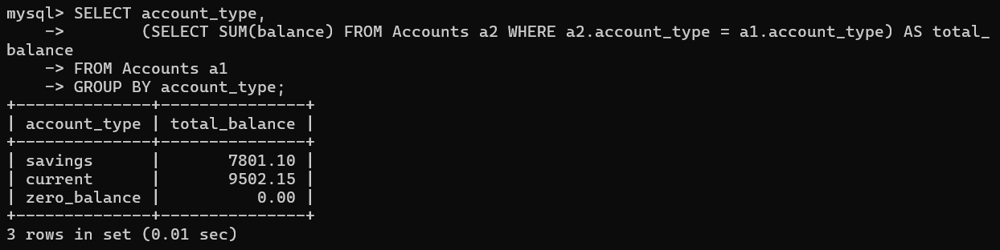 mysql> SELECT account_type,
    ->        (SELECT SUM(balance) FROM Accounts a2 WHERE a2.account_type = a1.account_type) AS total_
balance
    -> FROM Accounts a1
    -> GROUP BY account_type;
+--------------+---------------+
| account_type | total_balance |
+--------------+---------------+
| savings      |       7801.10 |
| current      |       9502.15 |
| zero_balance |          0.00 |
+--------------+---------------+
3 rows in set (0.01 sec)